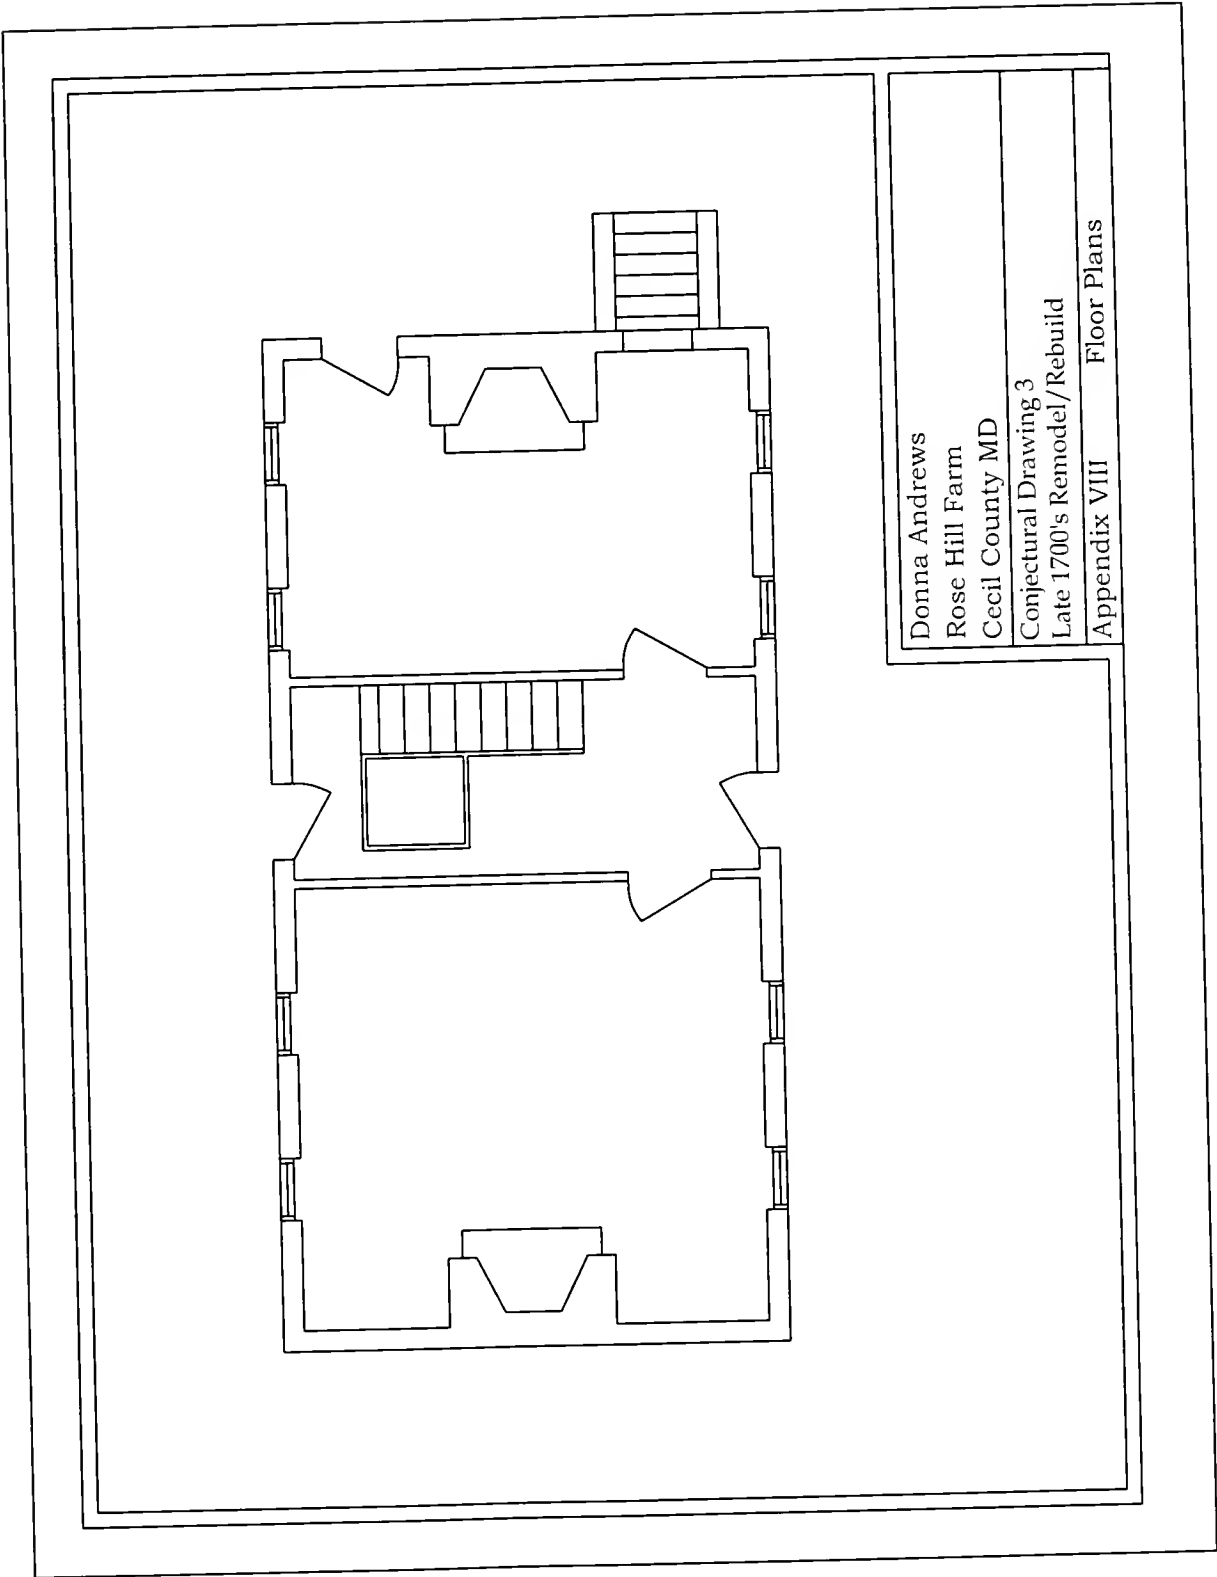 Donna Andrews
Rose Hill Farm
Cecil County MD
Conjectural Drawing 3
Late 1700's Remodel/Rebuild
Appendix VIII Floor Plans